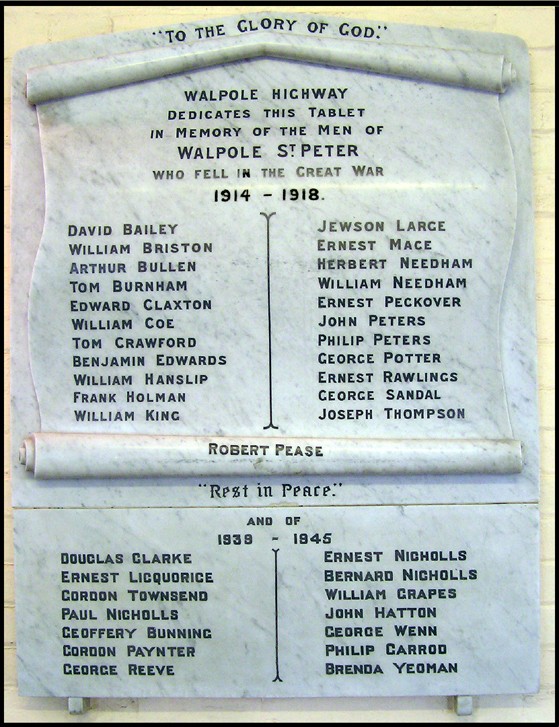 "TO THE GLORY OF GOD."
WALPOLE HIGHWAY
DEDICATES THIS TABLET
IN MEMORY OF THE MEN OF
WALPOLE ST PETER
WHO FELL IN THE GREAT WAR
1914 – 1918.
DAVID BAILEY
WILLIAM BRISTON
ARTHUR BULLEN
TOM BURNHAM
EDWARD CLAXTON
WILLIAM COE
TOM CRAWFORD
BENJAMIN EDWARDS
WILLIAM HANSLIP
FRANK HOLMAN
WILLIAM KING
JEWSON LARGE
ERNEST MACE
HERBERT NEEDHAM
WILLIAM NEEDHAM
ERNEST PECKOVER
JOHN PETERS
PHILIP PETERS
GEORGE POTTER
ERNEST RAWLINGS
GEORGE SANDAL
JOSEPH THOMPSON
ROBERT PEASE
"Rest in Peace."
AND OF
1939 - 1945
DOUGLAS CLARKE
ERNEST LICQUORICE
GORDON TOWNSEND
PAUL NICHOLLS
GEOFFERY BUNNING
GORDON PAYNTER
GEORGE REEVE
ERNEST NICHOLLS
BERNARD NICHOLLS
WILLIAM GRAPES
JOHN HATTON
GEORGE WENN
PHILIP GARROD
BRENDA YEOMAN